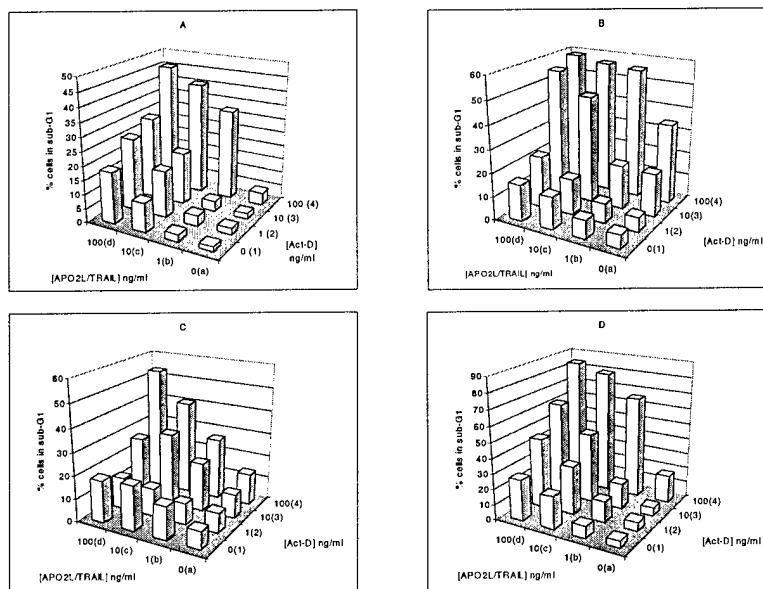 A
50
45
40
35
30
25
20
15
10
5
0
% cells in sub-G1
100(d)
10(c)
1(b)
0(a)
0(1)
1(2)
10(3)
100(4)
[Act-D]
ng/ml
[APO2L/TRAIL] ng/ml
B
60
50
40
30
20
10
0
% cells in sub-G1
100(d)
10(c)
1(b)
0(a)
0(1)
1(2)
10(3)
100(4)
[Act-D] ng/ml
[APO2L/TRAIL] ng/ml
C
60
50
40
30
20
10
0
% cells in sub-G1
100(d)
10(c)
1(b)
0(a)
0(1)
1(2)
10(3)
100(4)
[Act-D] ng/ml
[APO2L/TRAIL] ng/ml
D
90
80
70
60
50
40
30
20
10
0
% cells in sub-G1
100(d)
10(c)
1(b)
0(a)
0(1)
1(2)
10(3)
100(4)
[Act-D] ng/ml
[APO2L/TRAIL] ng/ml